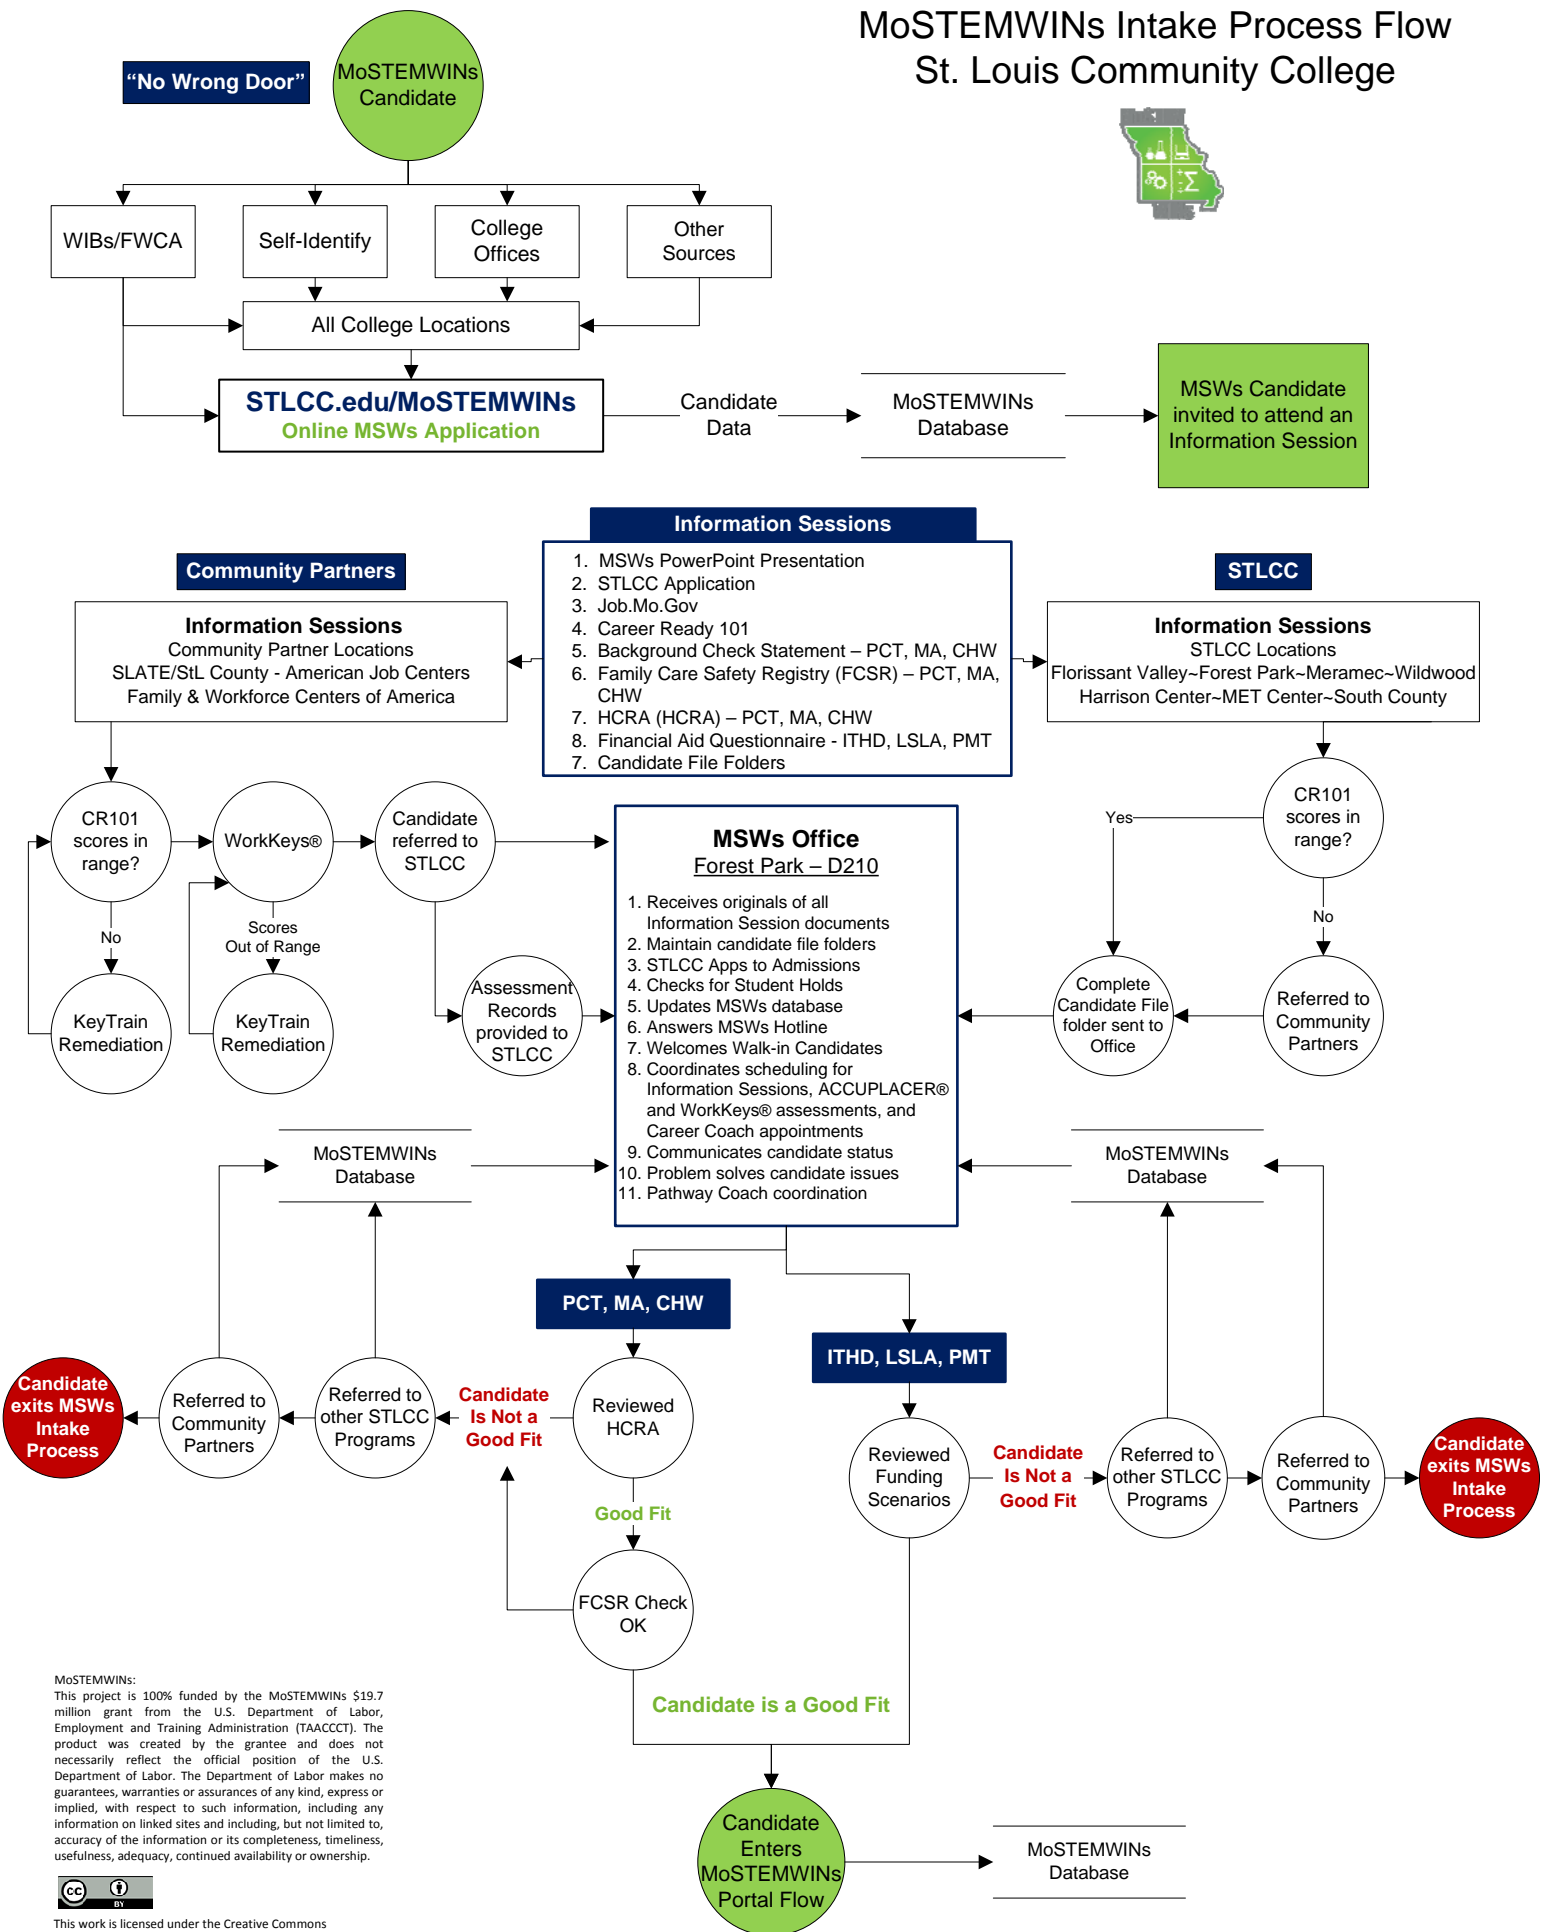 MoSTEMWINs Intake Process Flow
St. Louis Community College
“No Wrong Door”
MoSTEMWINs
Candidate
WIBs/FWCA
Self-Identify
College
Offices
Other
Sources
All College Locations
STLCC.edu/MoSTEMWINs
Online MSWs Application
Candidate
Data
MoSTEMWINs
Database
MSWs Candidate
invited to attend an
Information Session
Information Sessions
1. MSWs PowerPoint Presentation
2. STLCC Application
3. Job.Mo.Gov
4. Career Ready 101
5. Background Check Statement – PCT, MA, CHW
6. Family Care Safety Registry (FCSR) – PCT, MA,
CHW
7. HCRA (HCRA) – PCT, MA, CHW
8. Financial Aid Questionnaire - ITHD, LSLA, PMT
7. Candidate File Folders
Community Partners
Information Sessions
Community Partner Locations
SLATE/StL County - American Job Centers
Family & Workforce Centers of America
STLCC
Information Sessions
STLCC Locations
Florissant Valley~Forest Park~Meramec~Wildwood
Harrison Center~MET Center~South County
CR101
scores in
range?
WorkKeys®
Candidate
referred to
STLCC
No
Scores
Out of Range
KeyTrain
Remediation
KeyTrain
Remediation
Assessment
Records
provided to
STLCC
MSWs Office
Forest Park – D210
1. Receives originals of all
Information Session documents
2. Maintain candidate file folders
3. STLCC Apps to Admissions
4. Checks for Student Holds
5. Updates MSWs database
6. Answers MSWs Hotline
7. Welcomes Walk-in Candidates
8. Coordinates scheduling for
Information Sessions, ACCUPLACER®
and WorkKeys® assessments, and
Career Coach appointments
9. Communicates candidate status
10. Problem solves candidate issues
11. Pathway Coach coordination
Yes
CR101
scores in
range?
No
Complete
Candidate File
folder sent to
Office
Referred to
Community
Partners
MoSTEMWINs
Database
MoSTEMWINs
Database
PCT, MA, CHW
ITHD, LSLA, PMT
Candidate
exits MSWs
Intake
Process
Referred to
Community
Partners
Referred to
other STLCC
Programs
Candidate
Is Not a
Good Fit
Reviewed
HCRA
Reviewed
Funding
Scenarios
Candidate
Is Not a
Good Fit
Referred to
other STLCC
Programs
Referred to
Community
Partners
Candidate
exits MSWs
Intake
Process
Good Fit
FCSR Check
OK
Candidate is a Good Fit
Candidate
Enters
MoSTEMWINs
Portal Flow
MoSTEMWINs
Database
MoSTEMWINs:
This project is 100% funded by the MoSTEMWINs $19.7
million grant from the U.S. Department of Labor,
Employment and Training Administration (TAACCCT). The
product was created by the grantee and does not
necessarily reflect the official position of the U.S.
Department of Labor. The Department of Labor makes no
guarantees, warranties or assurances of any kind, express or
implied, with respect to such information, including any
information on linked sites and including, but not limited to,
accuracy of the information or its completeness, timeliness,
usefulness, adequacy, continued availability or ownership.
cc
BY
This work is licensed under the Creative Commons